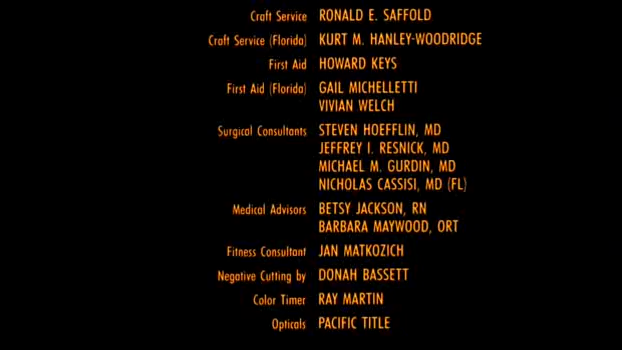 Craft Service RONALD E. SAFFOLD
Craft Service (Florida) KURT M. HANLEY-WOODRIDGE
First Aid HOWARD KEYS
First Aid (Florida) GAIL MICHELLETTI
VIVIAN WELCH
Surgical Consultants STEVEN HOEFFLIN, MD
JEFFREY I. RESNICK, MD
MICHAEL M. GURDIN, MD
NICHOLAS CASSISI, MD (FL)
Medical Advisors BETSY JACKSON, RN
BARBARA MAYWOOD, ORT
Fitness Consultant JAN MATKOZICH
Negative Cutting by DONAH BASSETT
Color Timer RAY MARTIN
Opticals PACIFIC TITLE